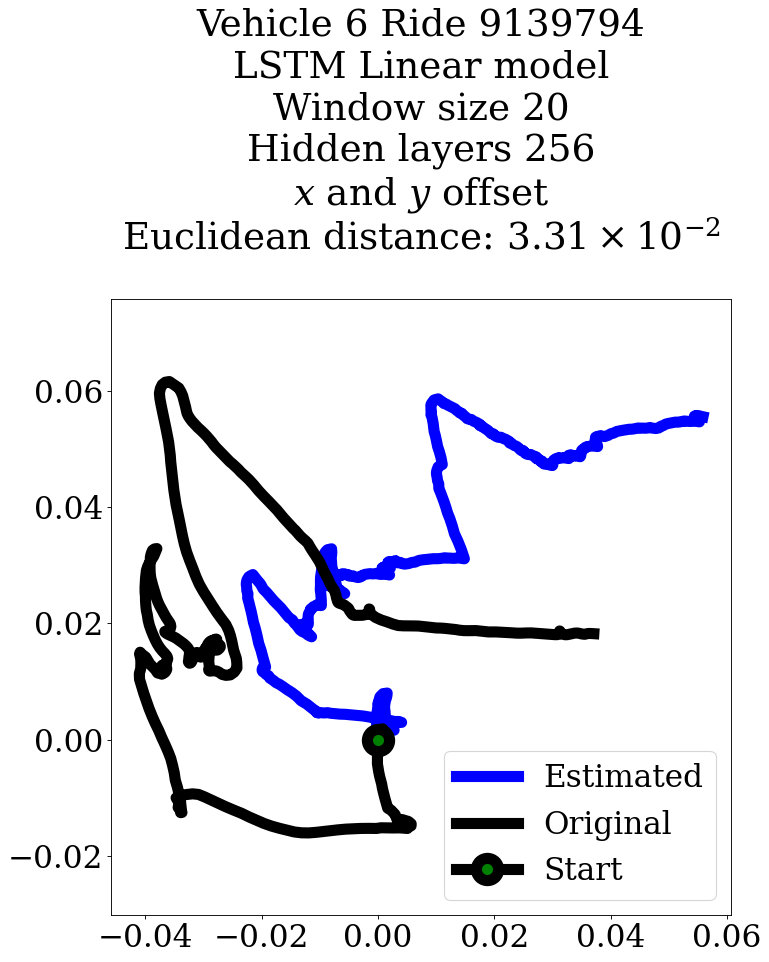 Vehicle 6 Ride 9139794
LSTM Linear model
Window size 20
Hidden layers 256
x and y offset
Euclidean distance: 3.31 × 10⁻²
0.06
0.04
0.02
0.00
−0.02
−0.04 −0.02 0.00 0.02 0.04 0.06
Estimated
Original
Start